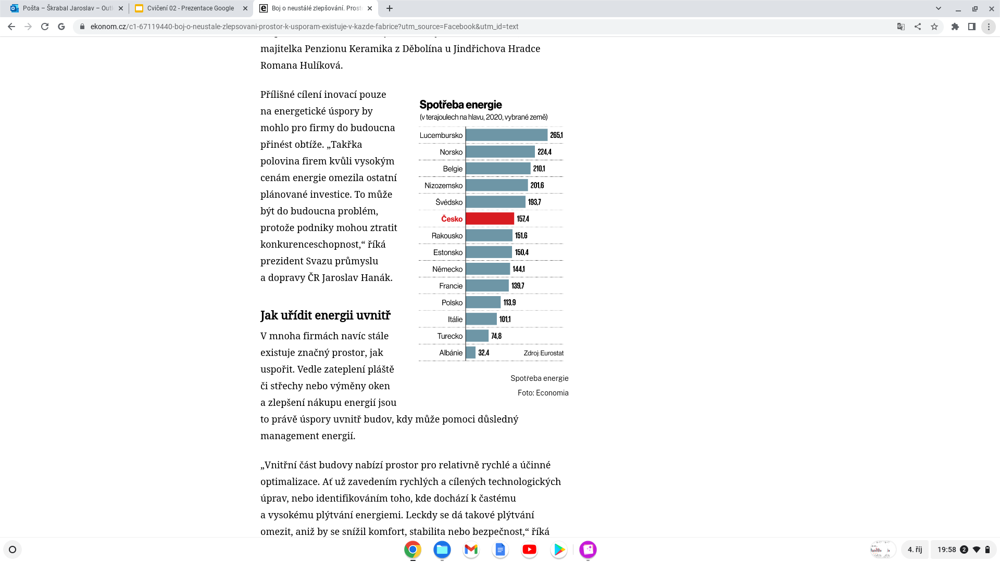 Pošta – Škrabal Jaroslav – Outl
Cvičení 02 - Prezentace Google
Boj o neustálé zlepšování. Prosto
ekonom.cz/c1-67119440-boj-o-neustale-zlepsovani-prostor-k-usporam-existuje-v-kazde-fabrice?utm_source=Facebook&utm_id=text
majitelka Penzionu Keramika z Děbolína u Jindřichova Hradce
Romana Hulíková.
Přílišné cílení inovací pouze
na energetické úspory by
mohlo pro firmy do budoucna
přinést obtíže. „Takřka
polovina firem kvůli vysokým
cenám energie omezila ostatní
plánované investice. To může
být do budoucna problém,
protože podniky mohou ztratit
konkurenceschopnost,“ říká
prezident Svazu průmyslu
a dopravy ČR Jaroslav Hanák.
Spotřeba energie
(v terajoulech na hlavu, 2020, vybrané země)
Lucembursko 265,1
Norsko 224,4
Belgie 210,1
Nizozemsko 201,6
Švédsko 193,7
Česko 157,4
Rakousko 151,6
Estonsko 150,4
Německo 144,1
Francie 139,7
Polsko 113,9
Itálie 101,1
Turecko 74,8
Albánie 32,4
Zdroj: Eurostat
Spotřeba energie
Foto: Economia
Jak uřídit energii uvnitř
V mnoha firmách navíc stále
existuje značný prostor, jak
uspořit. Vedle zateplení pláště
či střechy nebo výměny oken
a zlepšení nákupu energií jsou
to právě úspory uvnitř budov, kdy může pomoci důsledný
management energií.
„Vnitřní část budovy nabízí prostor pro relativně rychlé a účinné
optimalizace. Ať už zavedením rychlých a cílených technologických
úprav, nebo identifikováním toho, kde dochází k častému
a vysokému plýtvání energiemi. Leckdy se dá takové plýtvání
omezit, aniž by se snížil komfort, stabilita nebo bezpečnost,“ říká
4. říj
19:58
2